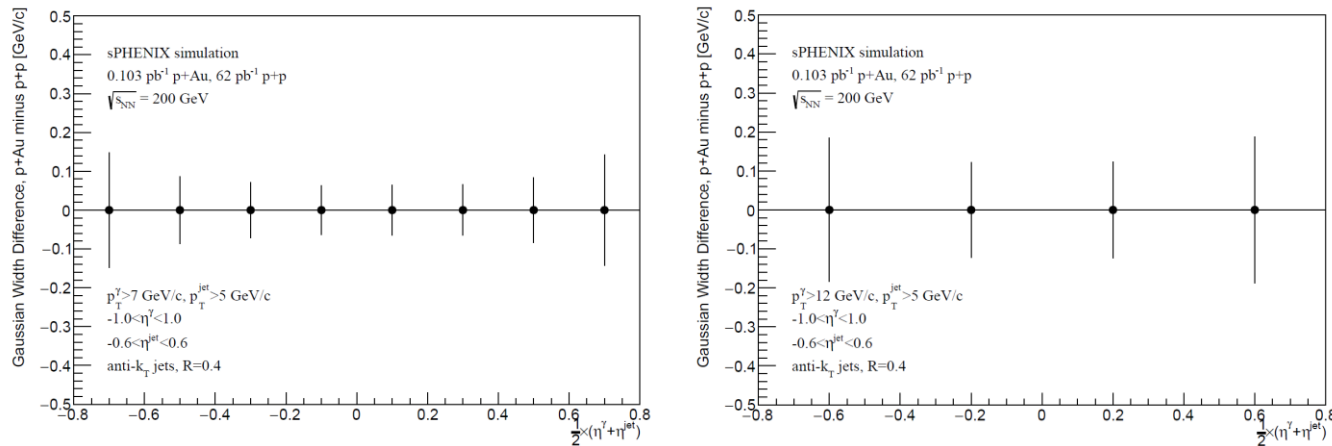 Gaussian Width Difference, p+Au minus p+p [GeV/c]
0.5
0.4
0.3
0.2
0.1
0
−0.1
−0.2
−0.3
−0.4
−0.5
sPHENIX simulation
0.103 pb⁻¹ p+Au, 62 pb⁻¹ p+p
√s_NN = 200 GeV
p_T^γ>7 GeV/c, p_T^jet>5 GeV/c
-1.0<η^γ<1.0
-0.6<η^jet<0.6
anti-k_T jets, R=0.4
−0.8 −0.6 −0.4 −0.2 0 0.2 0.4 0.6 0.8
½×(η^γ+η^jet)
Gaussian Width Difference, p+Au minus p+p [GeV/c]
0.5
0.4
0.3
0.2
0.1
0
−0.1
−0.2
−0.3
−0.4
−0.5
sPHENIX simulation
0.103 pb⁻¹ p+Au, 62 pb⁻¹ p+p
√s_NN = 200 GeV
p_T^γ>12 GeV/c, p_T^jet>5 GeV/c
-1.0<η^γ<1.0
-0.6<η^jet<0.6
anti-k_T jets, R=0.4
−0.8 −0.6 −0.4 −0.2 0 0.2 0.4 0.6 0.8
½×(η^γ+η^jet)